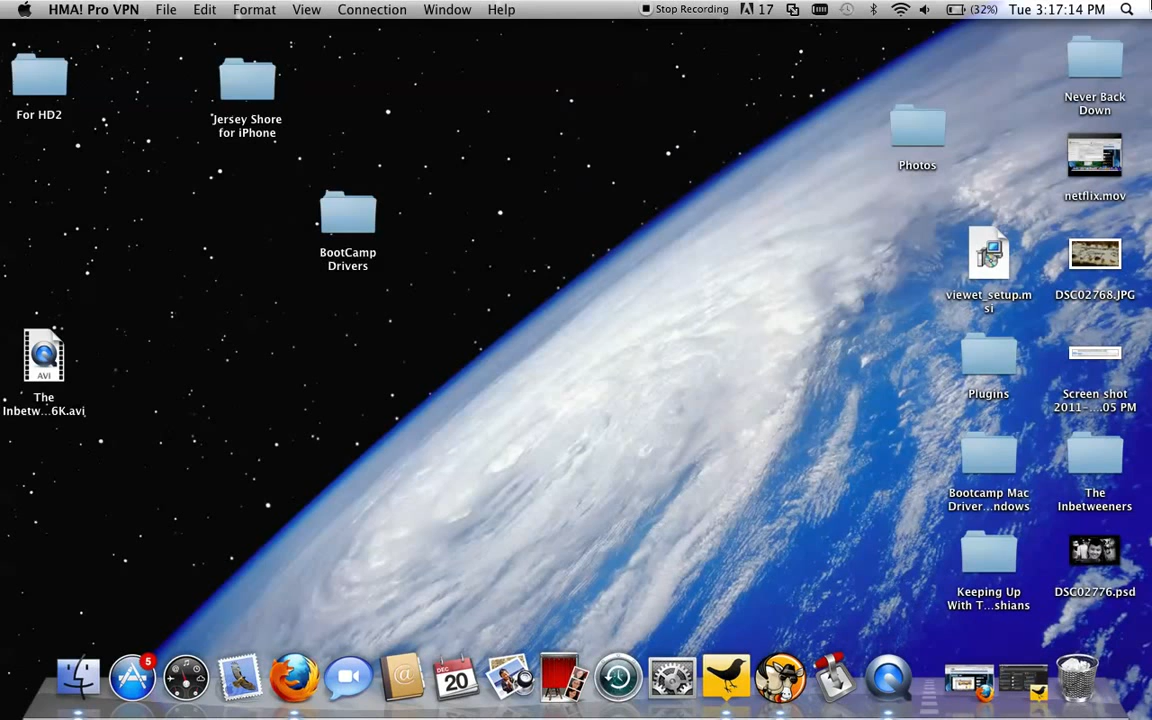 HMA! Pro VPN File Edit Format View Connection Window Help Stop Recording 17 (32%) Tue 3:17:14 PM
For HD2
Jersey Shore
for iPhone
BootCamp
Drivers
AVI
The
Inbetw...6K.avi
Photos
Never Back
Down
netflix.mov
viewet_setup.m
si
DSC02768.JPG
Plugins
Screen shot
2011-....05 PM
Bootcamp Mac
Driver...ndows
The
Inbetweeners
Keeping Up
With T...shians
DSC02776.psd
5
DEC
20